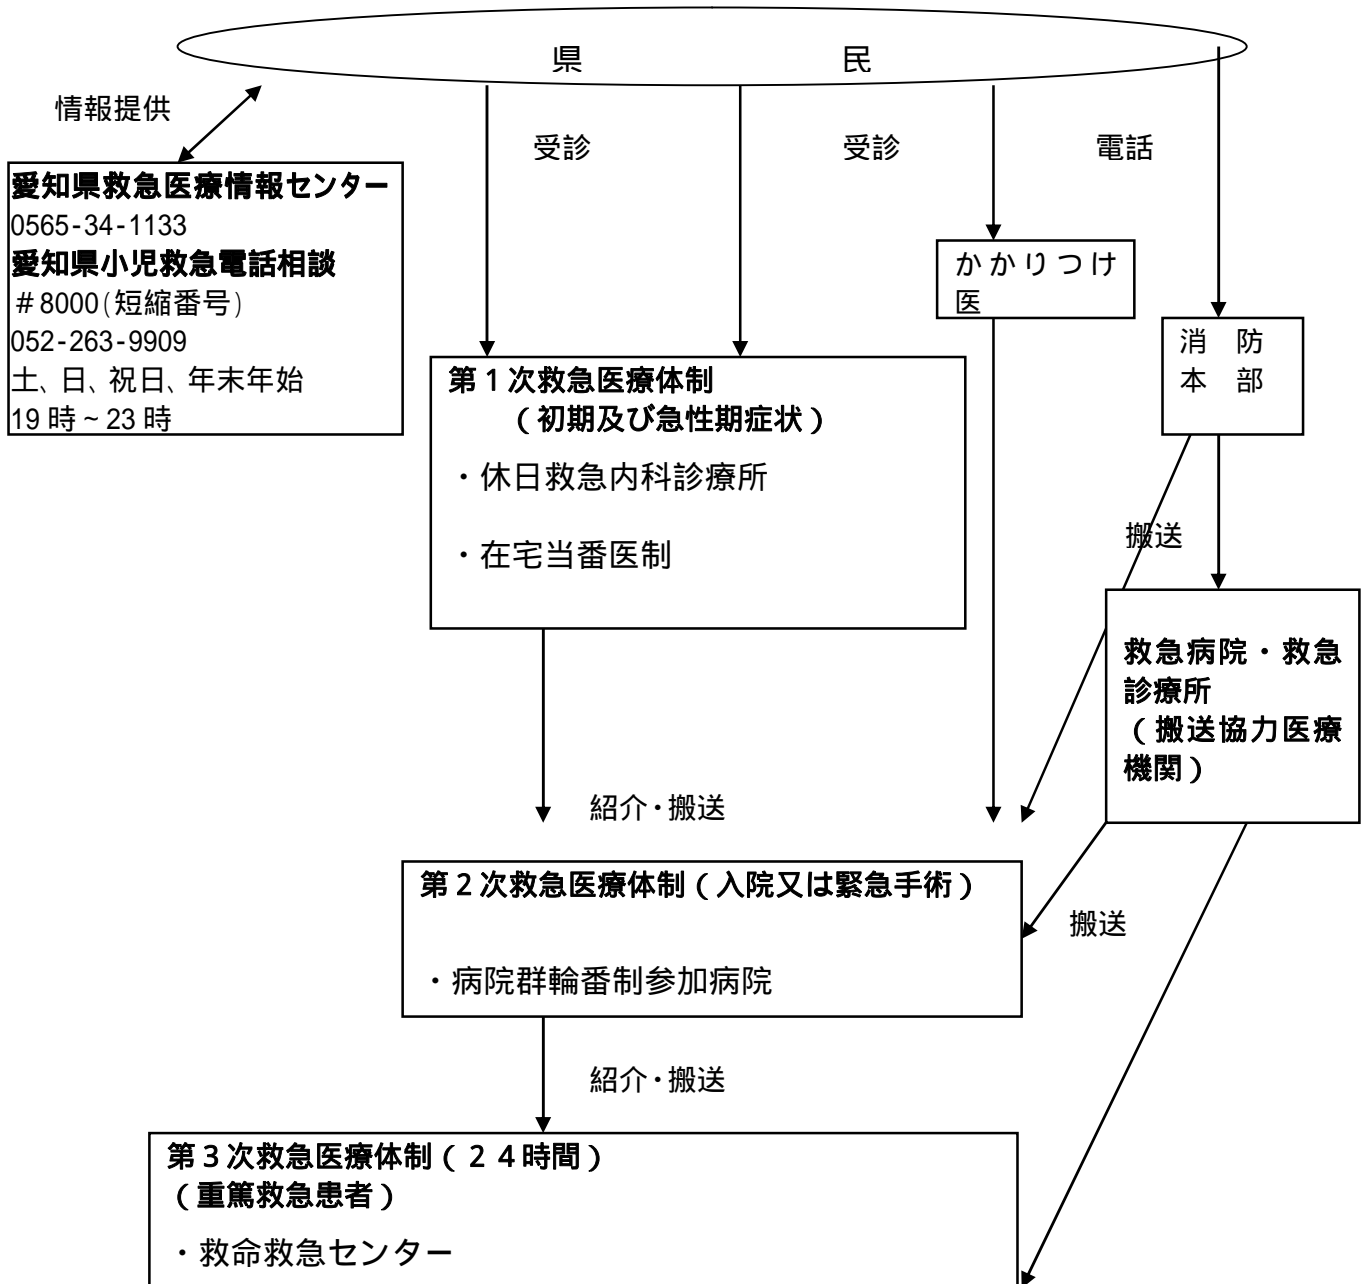 県 民
情報提供
受診
受診
電話
愛知県救急医療情報センター
0565-34-1133
愛知県小児救急電話相談
＃8000(短縮番号)
052-263-9909
土、日、祝日、年末年始
19時~23時
かかりつけ
医
消 防
本 部
第1次救急医療体制
（初期及び急性期症状）
・休日救急内科診療所
・在宅当番医制
搬送
救急病院・救急
診療所
（搬送協力医療
機関）
紹介・搬送
第2次救急医療体制（入院又は緊急手術）
・病院群輪番制参加病院
搬送
紹介・搬送
第3次救急医療体制（24時間）
（重篤救急患者）
・救命救急センター